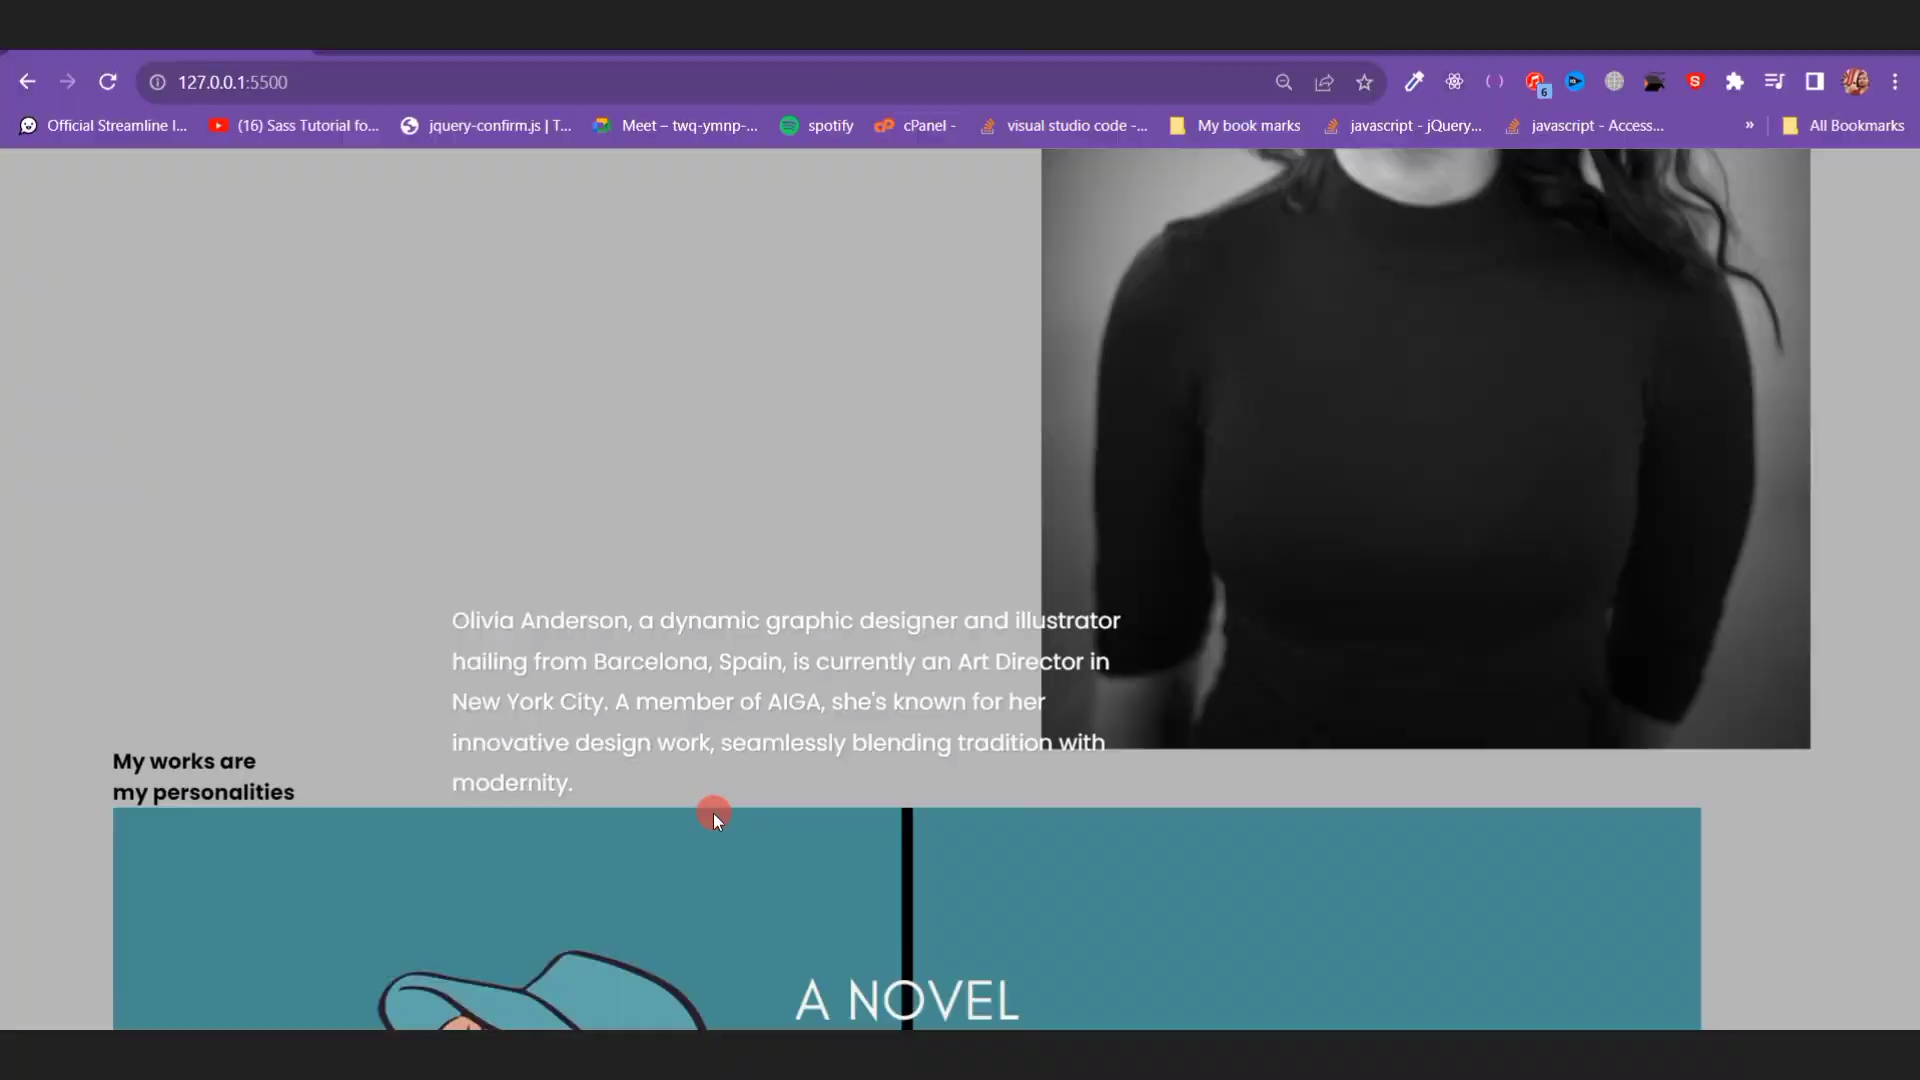 127.0.0.1:5500
6
Official Streamline I...
(16) Sass Tutorial fo...
jquery-confirm.js | T...
Meet – twq-ymnp-...
spotify
cPanel -
visual studio code -...
My book marks
javascript - jQuery...
javascript - Access...
»
All Bookmarks
Olivia Anderson, a dynamic graphic designer and illustrator
hailing from Barcelona, Spain, is currently an Art Director in
New York City. A member of AIGA, she's known for her
innovative design work, seamlessly blending tradition with
modernity.
My works are
my personalities
A NOVEL